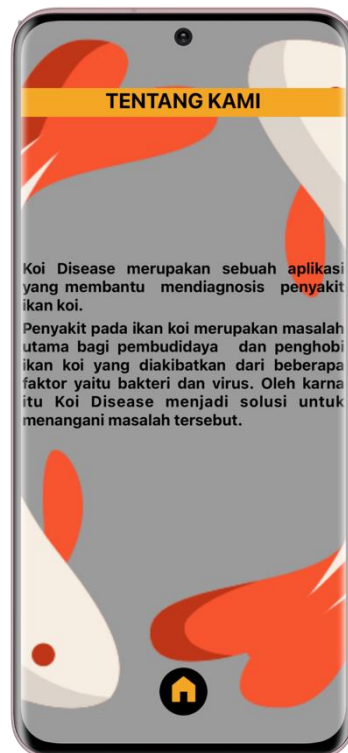 TENTANG KAMI
Koi Disease merupakan sebuah aplikasi
yang membantu mendiagnosis penyakit
ikan koi.
Penyakit pada ikan koi merupakan masalah
utama bagi pembudidaya dan penghobi
ikan koi yang diakibatkan dari beberapa
faktor yaitu bakteri dan virus. Oleh karna
itu Koi Disease menjadi solusi untuk
menangani masalah tersebut.